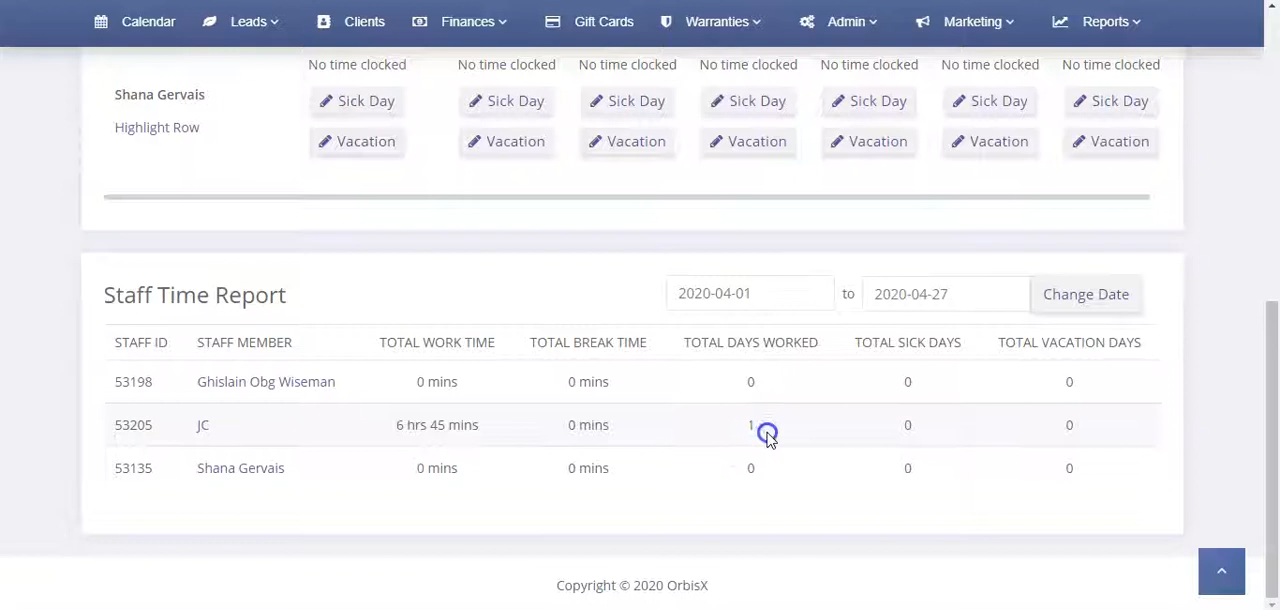 Calendar Leads Clients Finances Gift Cards Warranties Admin Marketing Reports
No time clocked No time clocked No time clocked No time clocked No time clocked No time clocked No time clocked
Shana Gervais Sick Day Sick Day Sick Day Sick Day Sick Day Sick Day Sick Day
Highlight Row Vacation Vacation Vacation Vacation Vacation Vacation Vacation
Staff Time Report 2020-04-01 to 2020-04-27 Change Date
STAFF ID STAFF MEMBER TOTAL WORK TIME TOTAL BREAK TIME TOTAL DAYS WORKED TOTAL SICK DAYS TOTAL VACATION DAYS
53198 Ghislain Obg Wiseman 0 mins 0 mins 0 0 0
53205 JC 6 hrs 45 mins 0 mins 1 0 0
53135 Shana Gervais 0 mins 0 mins 0 0 0
Copyright © 2020 OrbisX